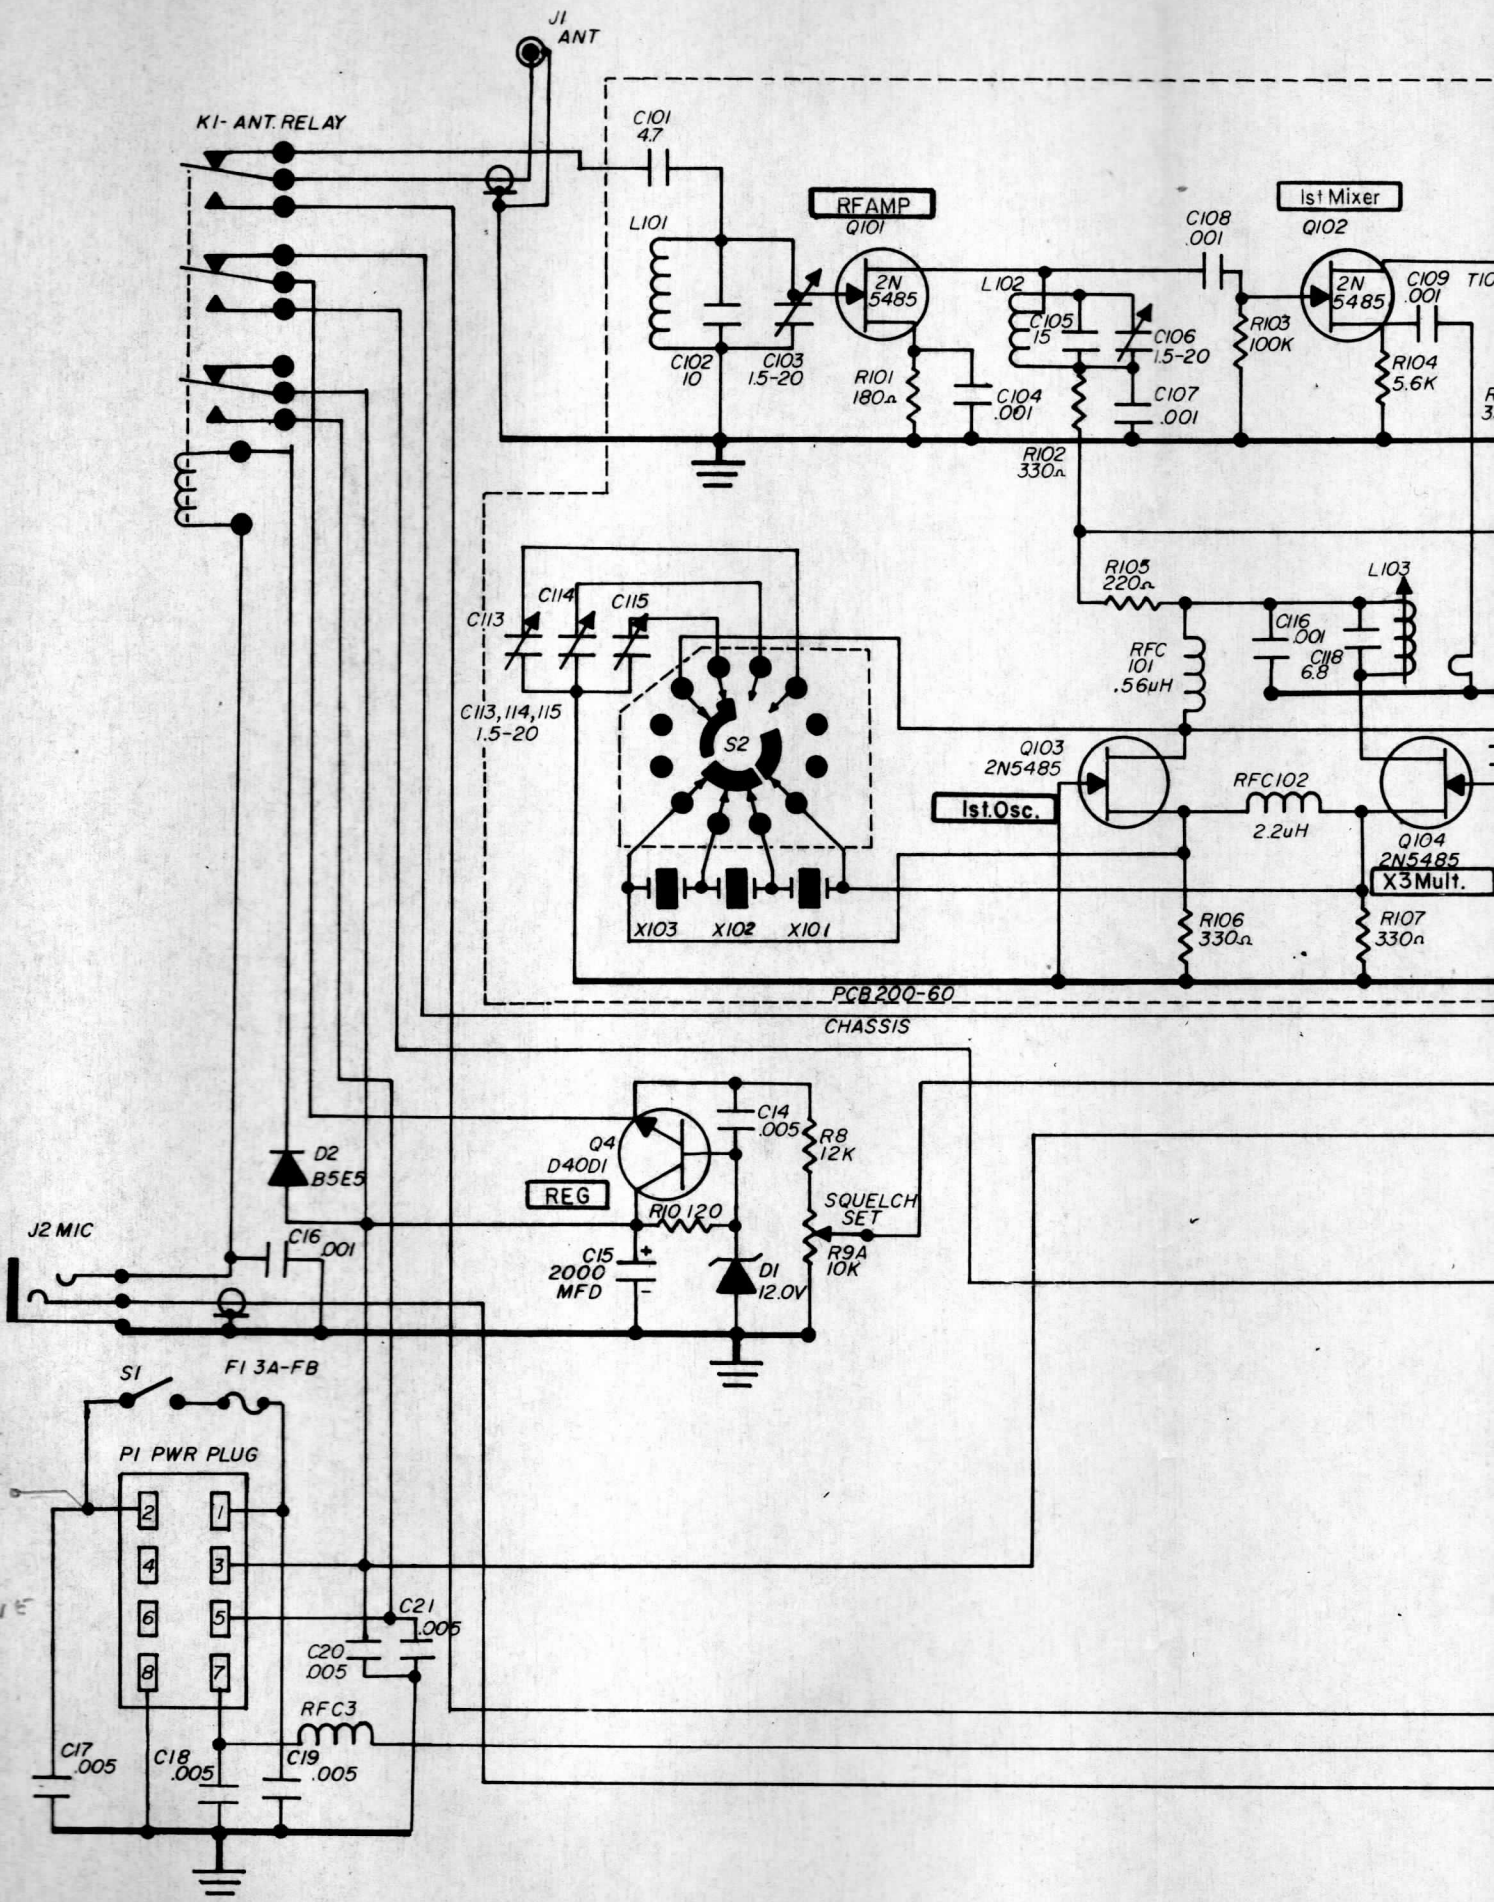 J1
ANT
K1-ANT. RELAY
C101
4.7
L101
RF AMP
Q101
2N
5485
C102
10
C103
1.5-20
R101
180Ω
C104
.001
L102
C105
15
C106
1.5-20
C107
.001
R102
330Ω
C108
.001
1st Mixer
Q102
2N
5485
R103
100K
C109
.001
R104
5.6K
R105
220Ω
L103
C113
C114
C115
C113,114,115
1.5-20
S2
RFC
101
.56uH
C116
.001
C118
6.8
Q103
2N5485
1st.Osc.
RFC102
2.2uH
Q104
2N5485
X3 Mult.
X103
X102
X101
R106
330Ω
R107
330Ω
PCB 200-60
CHASSIS
C14
.005
R8
12K
Q4
D40D1
REG
D2
B5E5
R10 120
SQUELCH
SET
R9A
10K
J2 MIC
C16
.001
C15
2000
MFD
+
-
D1
12.0V
S1
F1 3A-FB
P1 PWR PLUG
2 1
4 3
6 5
8 7
C21
.005
C20
.005
RFC3
C17
.005
C18
.005
C19
.005